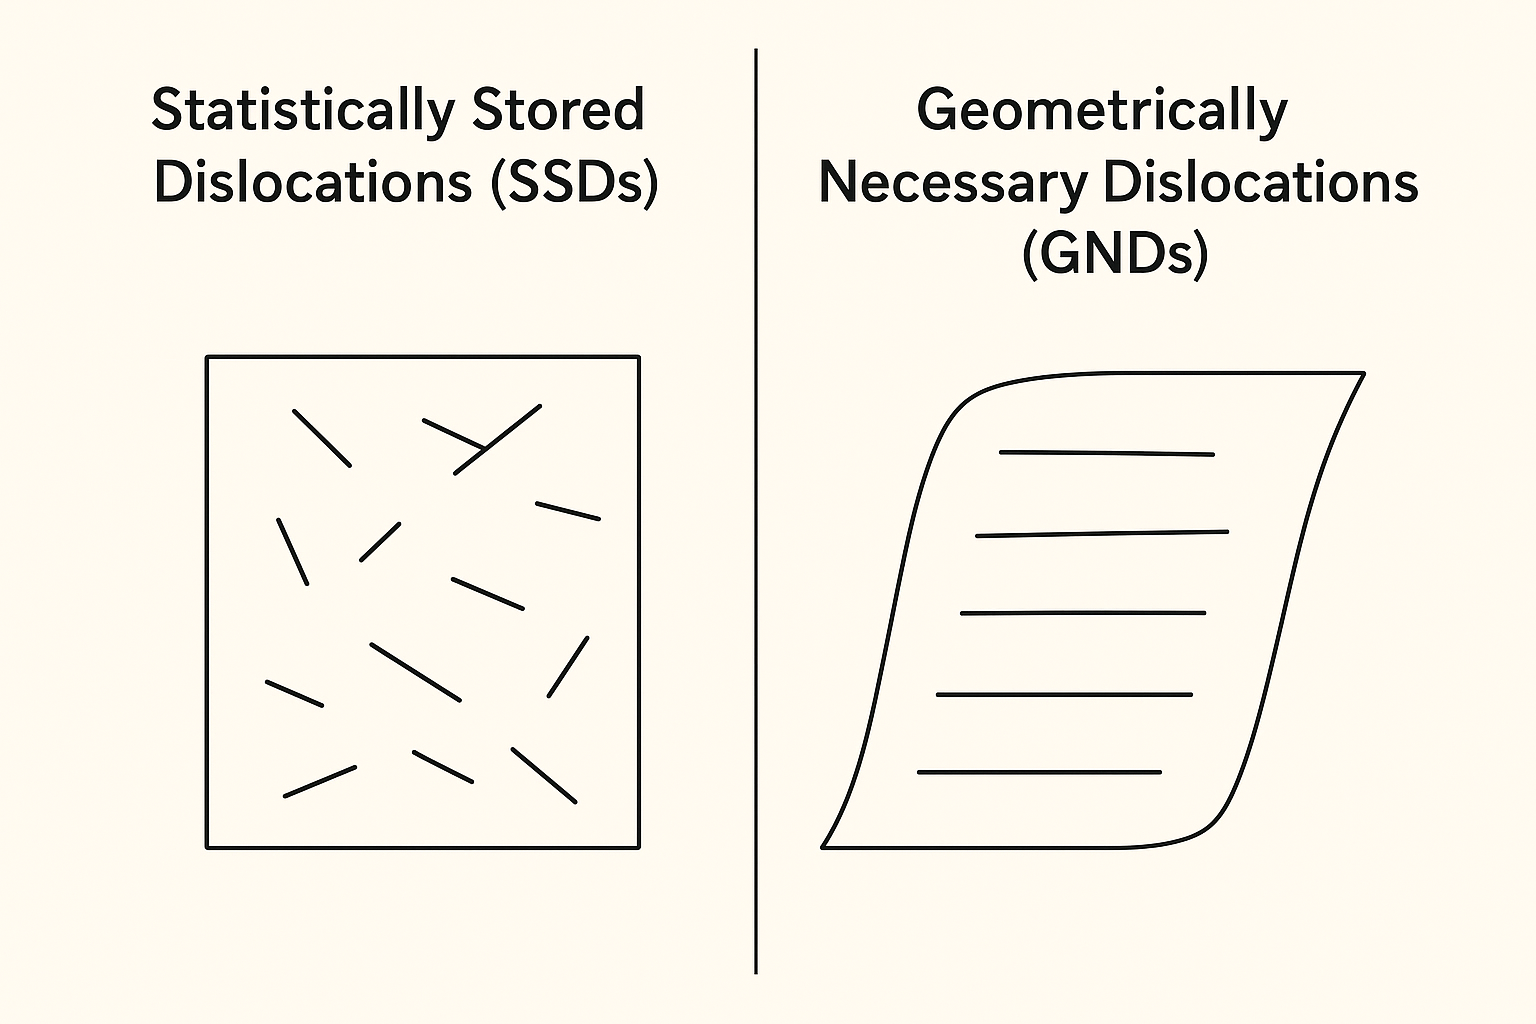 Statistically Stored
Dislocations (SSDs)
Geometrically
Necessary Dislocations
(GNDs)